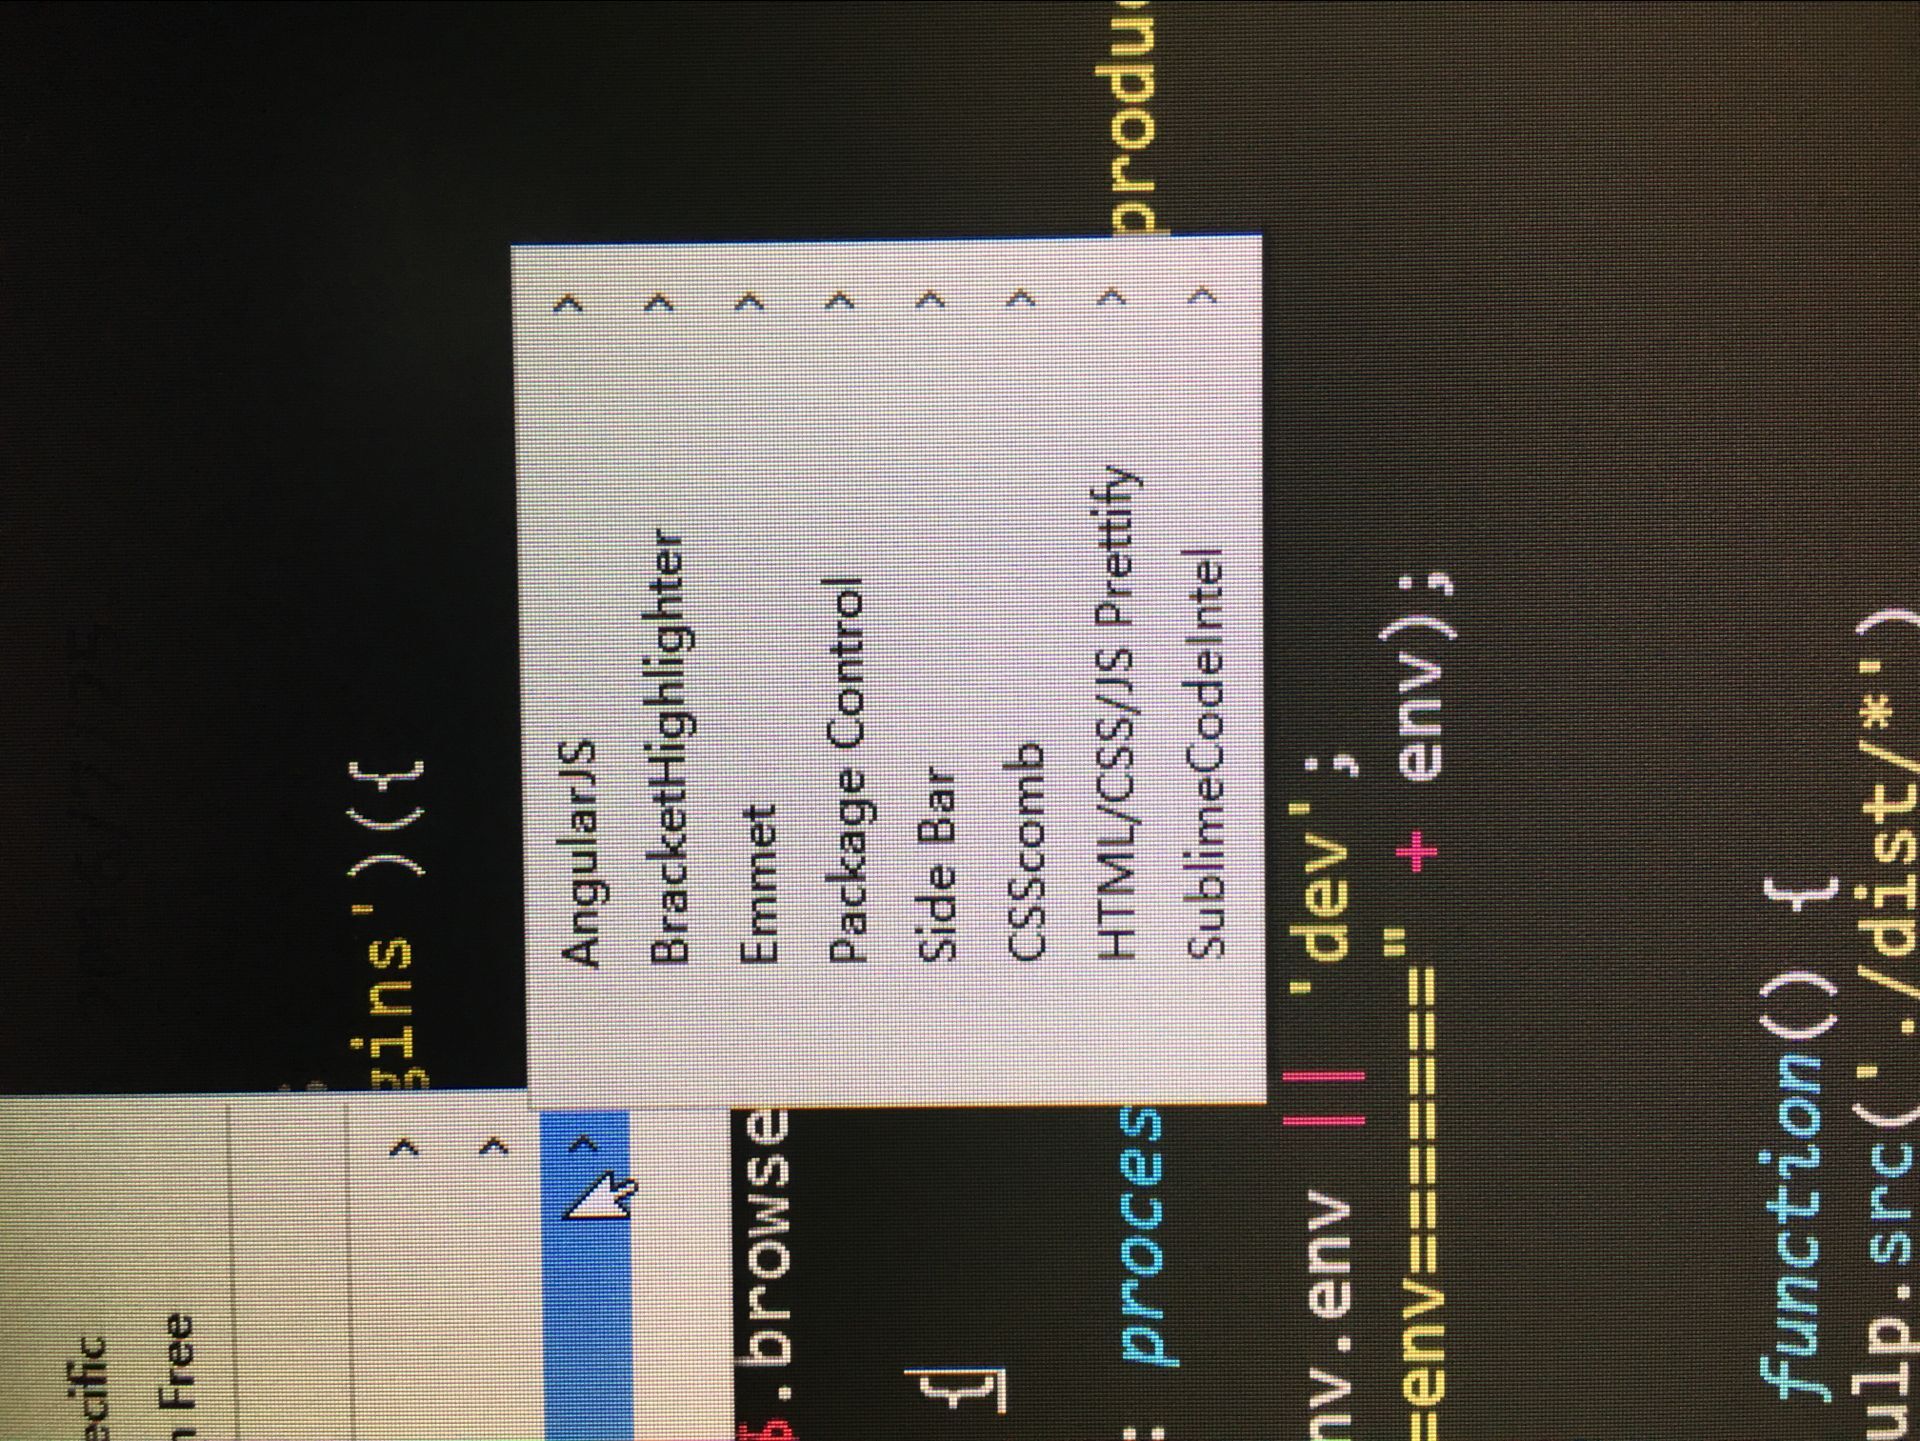 ecific
Free
gins')({
AngularJS
BracketHighlighter
Emmet
Package Control
Side Bar
CSScomb
HTML/CSS/JS Prettify
SublimeCodeIntel
$.browse
{
: proces
produc
nv.env || 'dev';
=env=======" + env);
function() {
ulp.src('./dist/*')